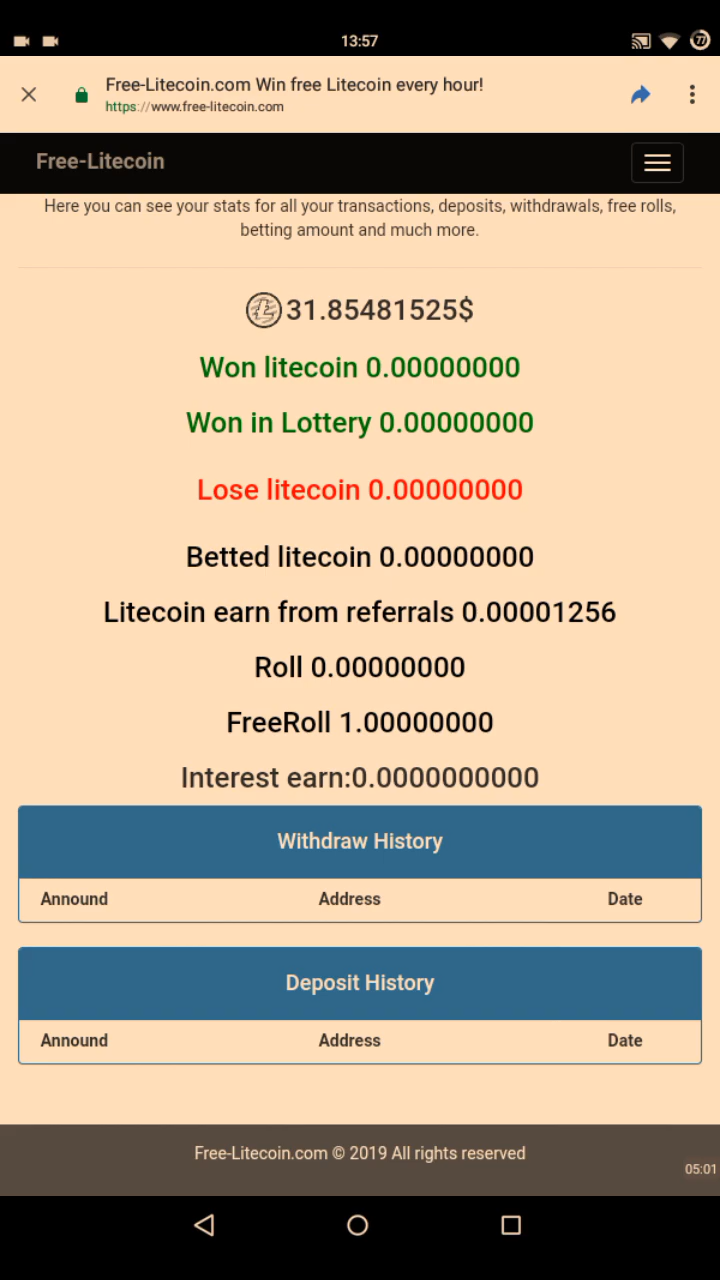 13:57
77
Free-Litecoin.com Win free Litecoin every hour!
https://www.free-litecoin.com
Free-Litecoin
Here you can see your stats for all your transactions, deposits, withdrawals, free rolls,
betting amount and much more.
31.85481525$
Won litecoin 0.00000000
Won in Lottery 0.00000000
Lose litecoin 0.00000000
Betted litecoin 0.00000000
Litecoin earn from referrals 0.00001256
Roll 0.00000000
FreeRoll 1.00000000
Interest earn:0.0000000000
Withdraw History
Annound Address Date
Deposit History
Annound Address Date
Free-Litecoin.com © 2019 All rights reserved
05:01